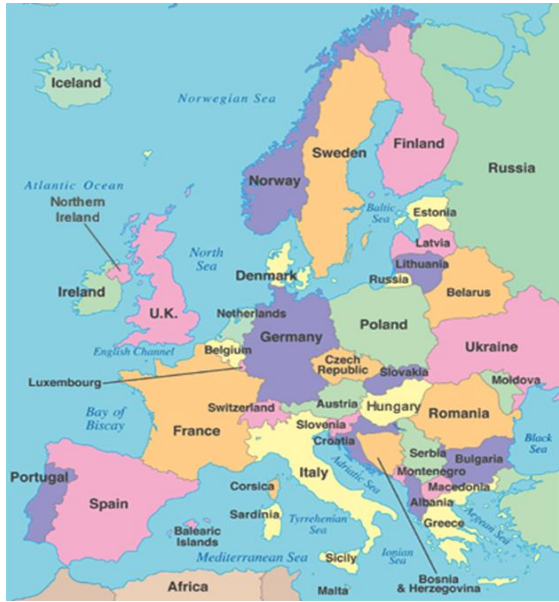 Iceland
Norwegian Sea
Finland
Sweden
Russia
Norway
Atlantic Ocean
Northern
Ireland
Baltic
Sea
Estonia
North
Sea
Latvia
Denmark
Lithuania
Russia
Ireland
U.K.
Belarus
Netherlands
Poland
Germany
English Channel
Belgium
Ukraine
Czech
Republic
Slovakia
Luxembourg
Moldova
Austria
Hungary
Switzerland
Bay of
Biscay
France
Slovenia
Romania
Croatia
Black
Sea
Serbia
Bulgaria
Italy
Adriatic Sea
Montenegro
Portugal
Corsica
Macedonia
Spain
Albania
Sardinia
Tyrrehenian
Sea
Greece
Aegean Sea
Balearic
Islands
Mediterranean Sea
Sicily
Ionian
Sea
Bosnia
& Herzegovina
Africa
Malta